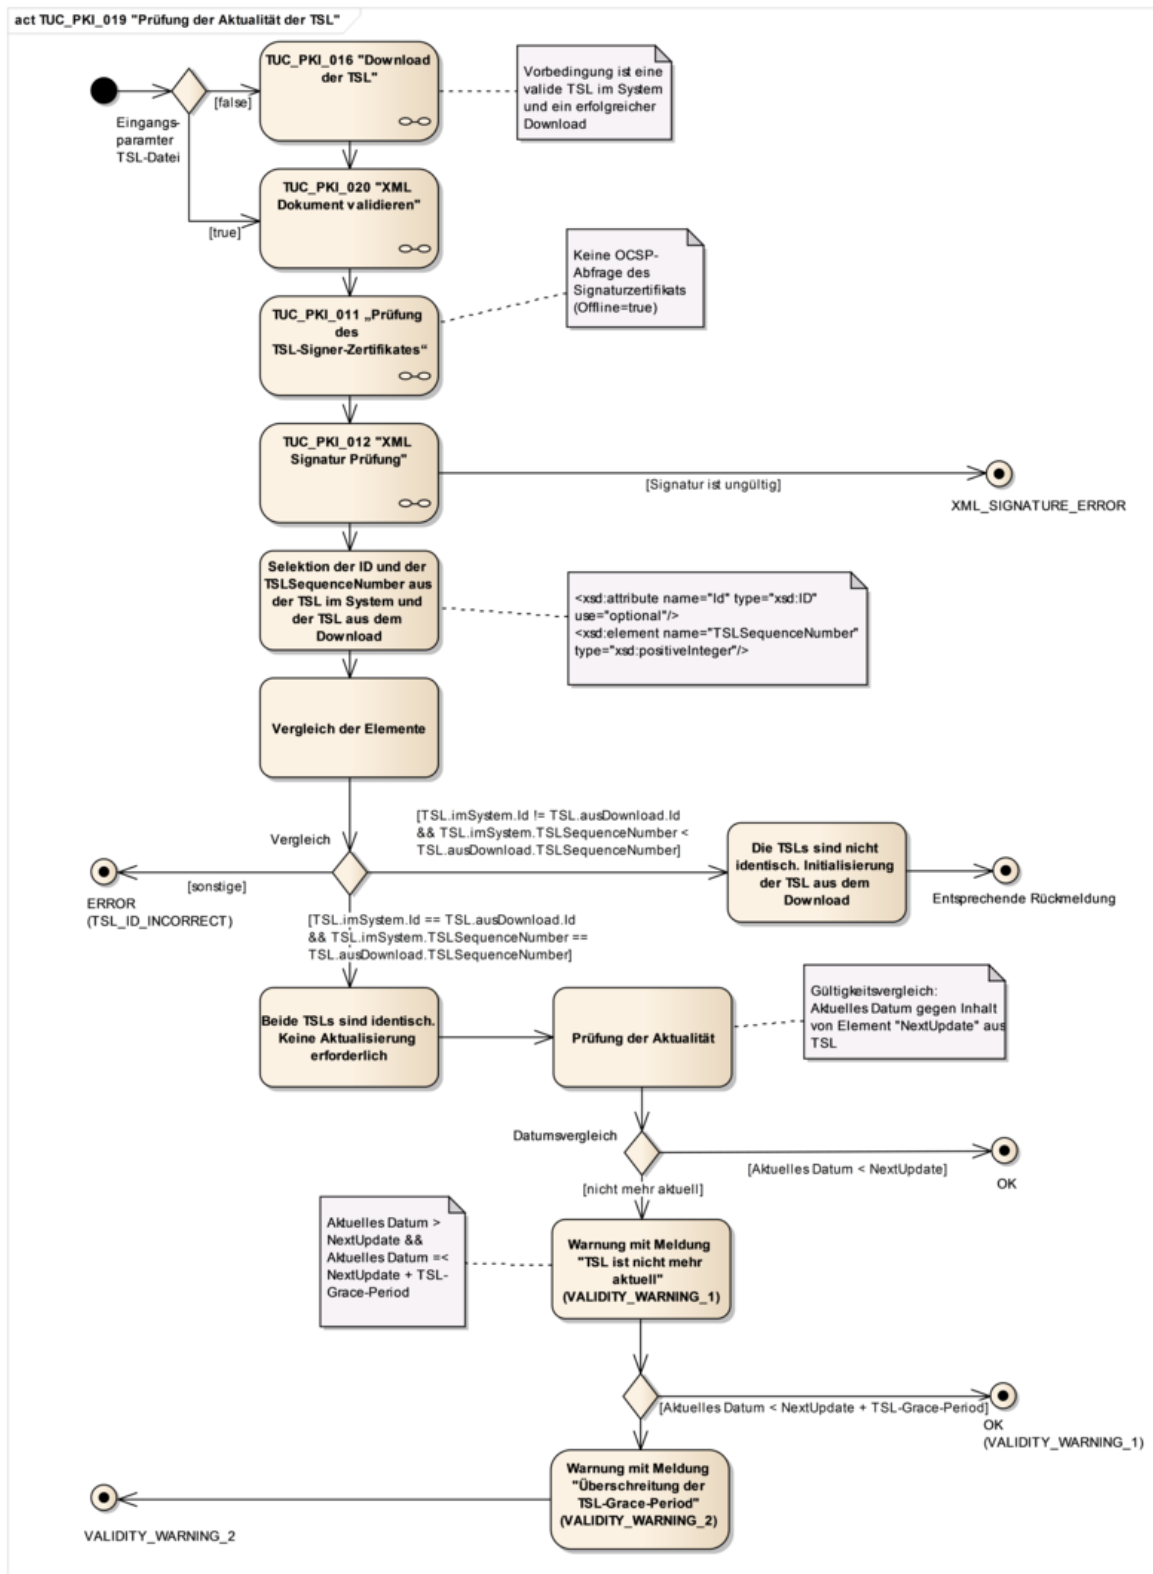 act TUC_PKI_019 "Prüfung der Aktualität der TSL"
TUC_PKI_016 "Download
der TSL"
Vorbedingung ist eine
valide TSL im System
und ein erfolgreicher
Download
[false]
Eingangs-
paramter
TSL-Datei
TUC_PKI_020 "XML
Dokument validieren"
[true]
Keine OCSP-
Abfrage des
Signaturzertifikats
(Offline=true)
TUC_PKI_011 „Prüfung
des
TSL-Signer-Zertifikates“
TUC_PKI_012 "XML
Signatur Prüfung"
[Signatur ist ungültig]
XML_SIGNATURE_ERROR
Selektion der ID und der
TSLSequenceNumber aus
der TSL im System und
der TSL aus dem
Download
<xsd:attribute name="Id" type="xsd:ID"
use="optional"/>
<xsd:element name="TSLSequenceNumber"
type="xsd:positiveInteger"/>
Vergleich der Elemente
[TSL.imSystem.Id != TSL.ausDownload.Id
&& TSL.imSystem.TSLSequenceNumber <
TSL.ausDownload.TSLSequenceNumber]
Vergleich
Die TSLs sind nicht
identisch. Initialisierung
der TSL aus dem
Download
[sonstige]
ERROR
(TSL_ID_INCORRECT)
Entsprechende Rückmeldung
[TSL.imSystem.Id == TSL.ausDownload.Id
&& TSL.imSystem.TSLSequenceNumber ==
TSL.ausDownload.TSLSequenceNumber]
Gültigkeitsvergleich:
Aktuelles Datum gegen Inhalt
von Element "NextUpdate" aus
TSL
Beide TSLs sind identisch.
Keine Aktualisierung
erforderlich
Prüfung der Aktualität
Datumsvergleich
[Aktuelles Datum < NextUpdate]
OK
[nicht mehr aktuell]
Aktuelles Datum >
NextUpdate &&
Aktuelles Datum =<
NextUpdate + TSL-
Grace-Period
Warnung mit Meldung
"TSL ist nicht mehr
aktuell"
(VALIDITY_WARNING_1)
[Aktuelles Datum < NextUpdate + TSL-Grace-Period]
OK
(VALIDITY_WARNING_1)
Warnung mit Meldung
"Überschreitung der
TSL-Grace-Period"
(VALIDITY_WARNING_2)
VALIDITY_WARNING_2